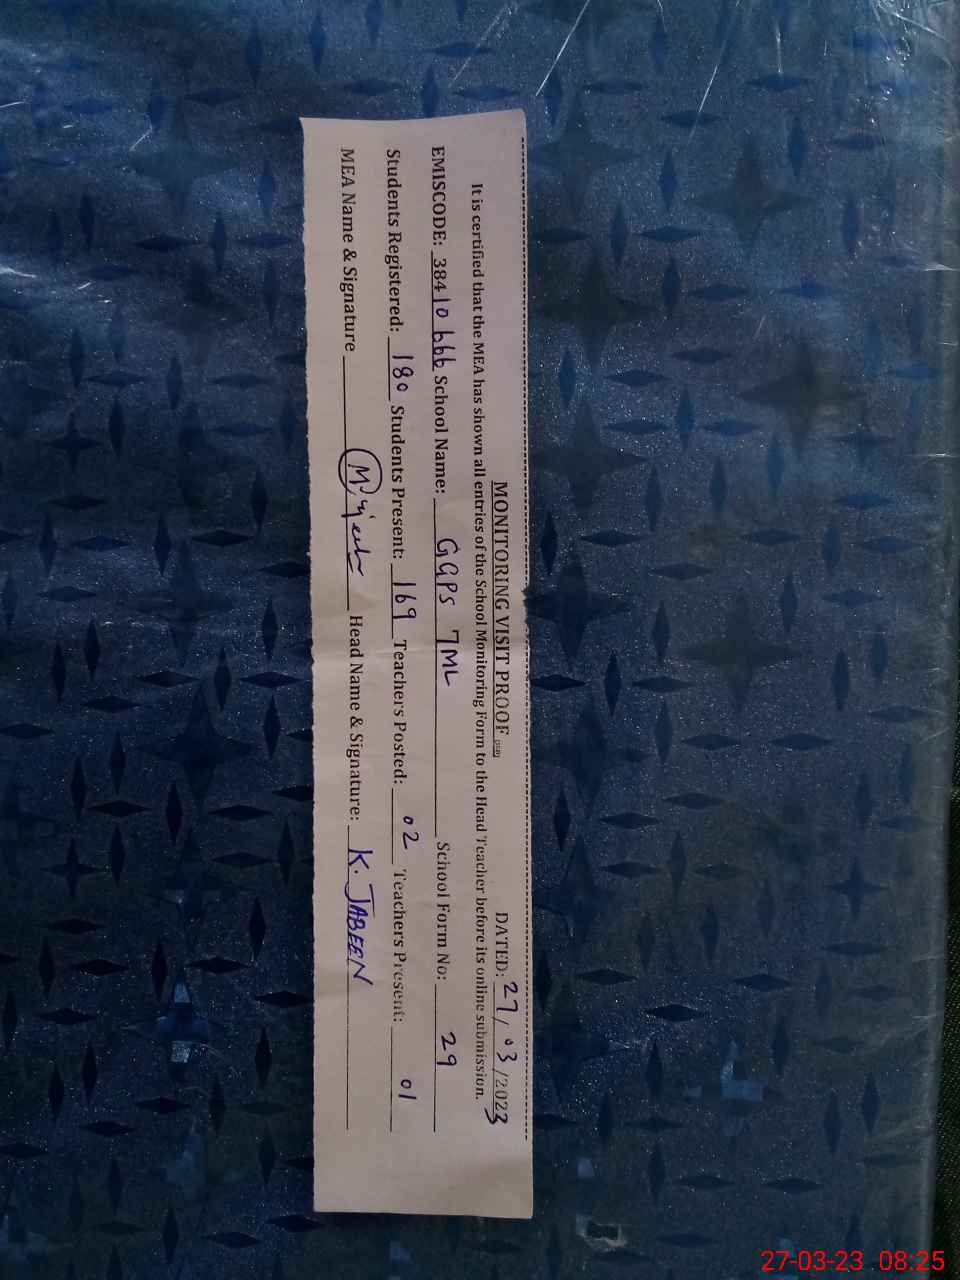 MONITORING VISIT PROOF DATED: 27/03/2023
It is certified that the MEA has shown all entries of the School Monitoring Form to the Head Teacher before its online submission.
EMISCODE: 38410666 School Name: GGPS 7ML School Form No: 29
Students Registered: 180 Students Present: 169 Teachers Posted: 02 Teachers Present: 01
MEA Name & Signature Head Name & Signature: K. JABEEN
27-03-23 08:25